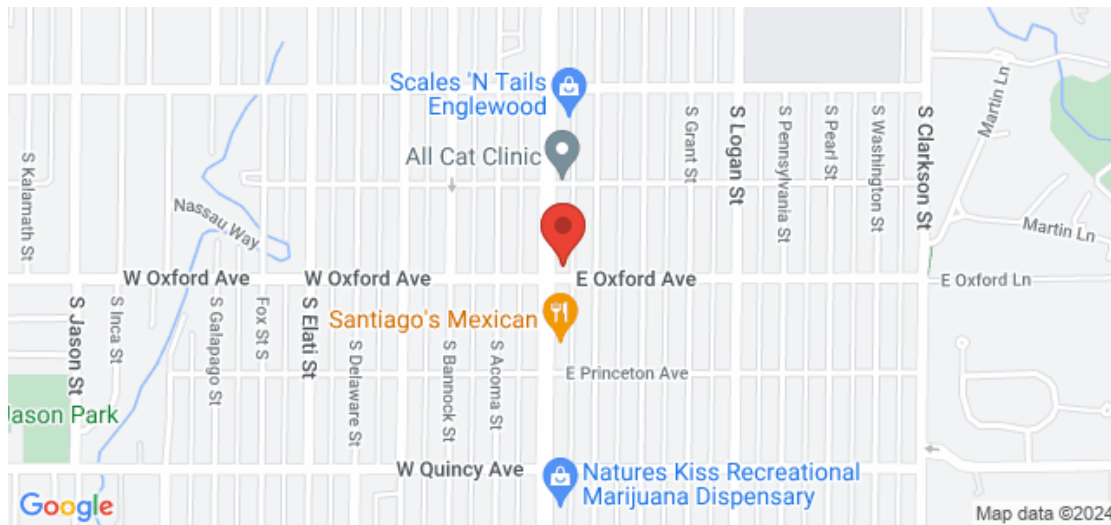 Scales 'N Tails
Englewood
All Cat Clinic
S Kalamath St
Nassau Way
S Grant St
S Logan St
S Pennsylvania St
S Pearl St
S Washington St
S Clarkson St
Martin Ln
Martin Ln
W Oxford Ave
W Oxford Ave
E Oxford Ave
E Oxford Ln
Santiago's Mexican
S Jason St
S Inca St
S Galapago St
Fox St S
S Elati St
S Delaware St
S Bannock St
S Acoma St
E Princeton Ave
Jason Park
W Quincy Ave
Natures Kiss Recreational
Marijuana Dispensary
Google
Map data ©2024